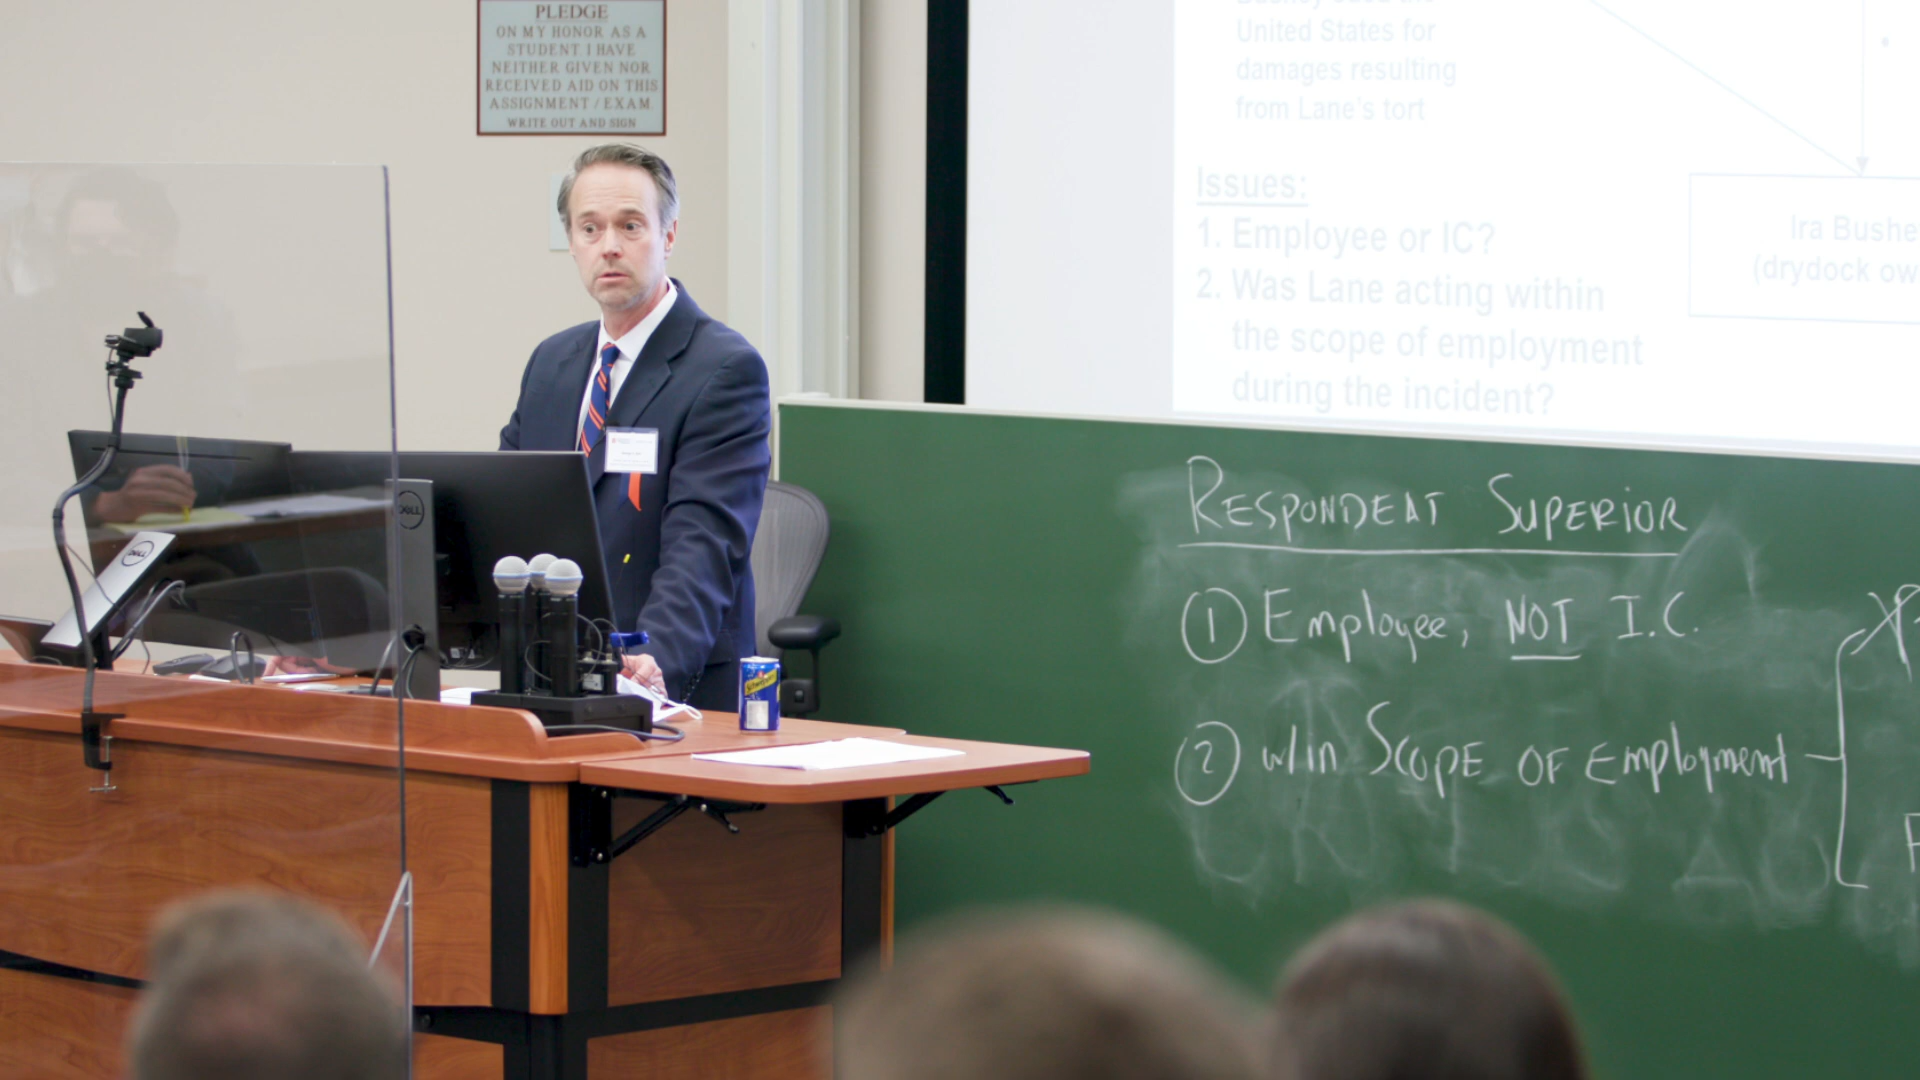 PLEDGE
ON MY HONOR AS A
STUDENT I HAVE
NEITHER GIVEN NOR
RECEIVED AID ON THIS
ASSIGNMENT / EXAM
WRITE OUT AND SIGN
United States for
damages resulting
from Lane's tort
Issues:
1. Employee or IC?
2. Was Lane acting within
the scope of employment
during the incident?
Ira Bushe
(drydock ow
RESPONDEAT SUPERIOR
① Employee, NOT I.C.
② w/in SCOPE OF EMPloyment
DELL
DELL
Schweppes